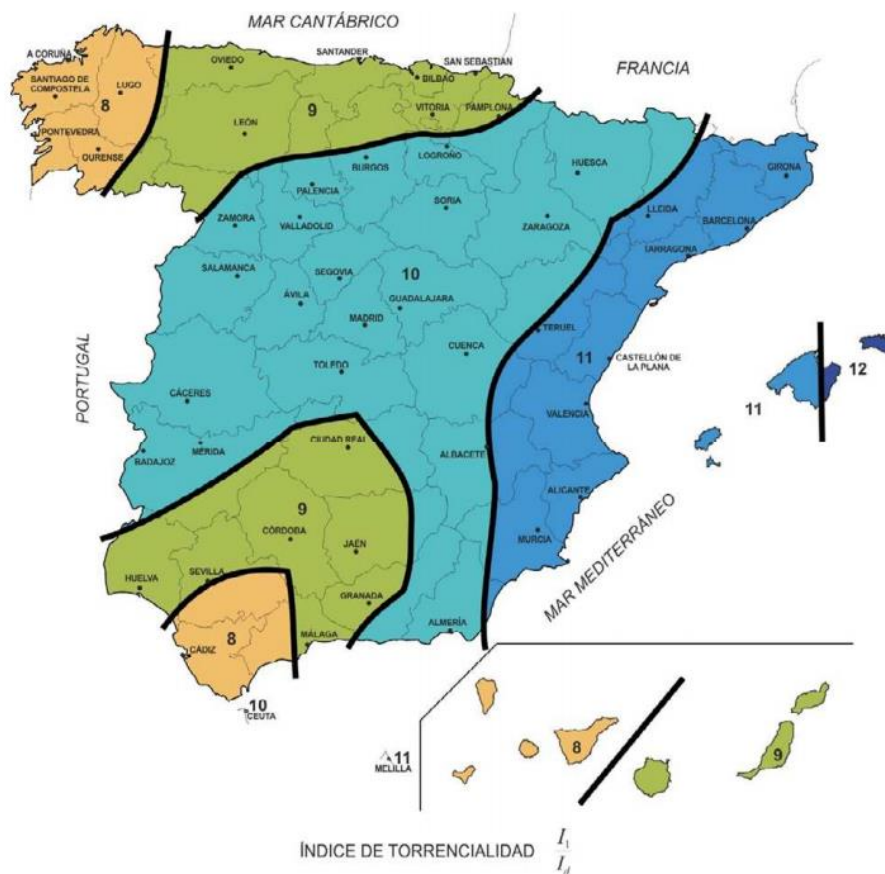 MAR CANTÁBRICO
A CORUÑA
OVIEDO
SANTANDER
SAN SEBASTIÁN
BILBAO
FRANCIA
SANTIAGO DE
COMPOSTELA
LUGO
8
9
LEÓN
VITORIA
PAMPLONA
PONTEVEDRA
OURENSE
LOGROÑO
BURGOS
HUESCA
GIRONA
PALENCIA
SORIA
LLEIDA
BARCELONA
ZAMORA
VALLADOLID
ZARAGOZA
TARRAGONA
SALAMANCA
SEGOVIA
10
ÁVILA
GUADALAJARA
MADRID
TERUEL
PORTUGAL
CUENCA
11
CASTELLÓN DE
LA PLANA
TOLEDO
12
11
CÁCERES
VALENCIA
CIUDAD REAL
MÉRIDA
BADAJOZ
ALBACETE
ALICANTE
9
CÓRDOBA
MURCIA
MAR MEDITERRÁNEO
JAÉN
HUELVA
SEVILLA
GRANADA
ALMERÍA
8
MÁLAGA
CÁDIZ
10
CEUTA
11
MELILLA
8
9
ÍNDICE DE TORRENCIALIDAD I₁/I_d